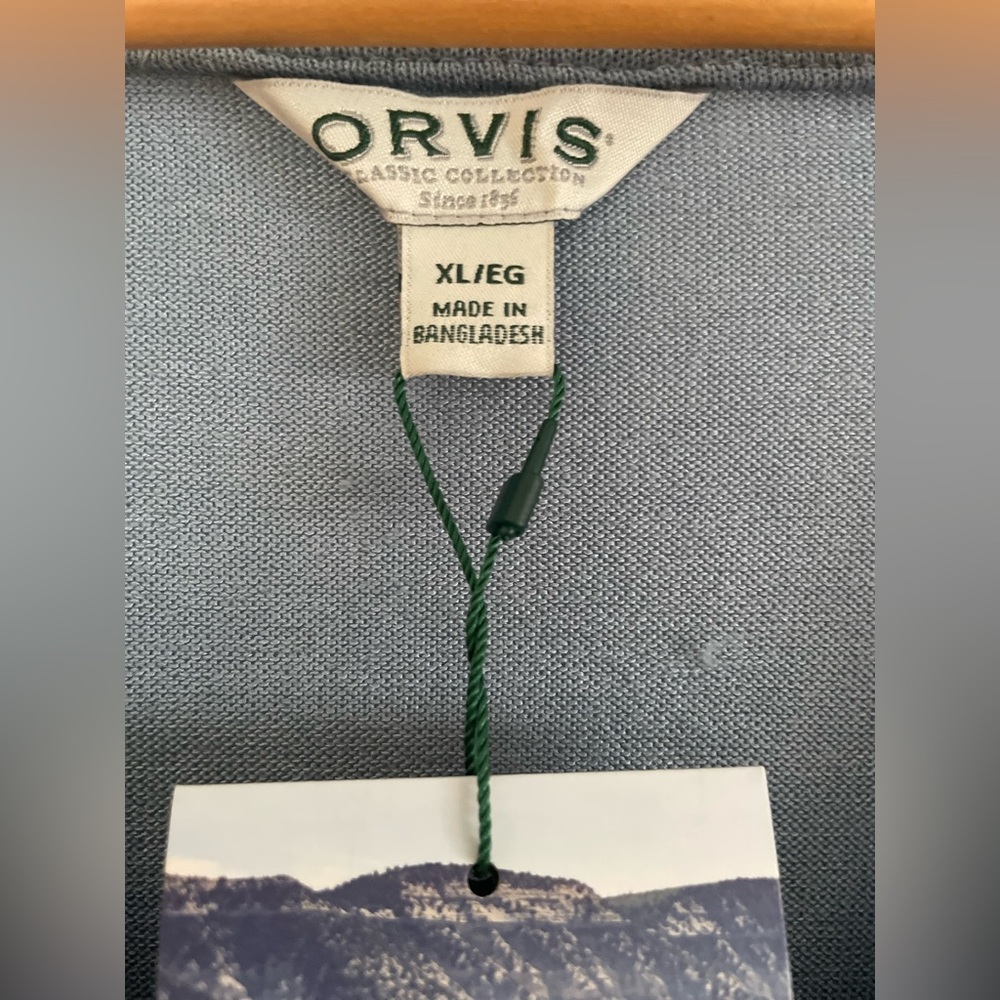 ORVIS
CLASSIC COLLECTION
Since 1856
XL/EG
MADE IN
BANGLADESH